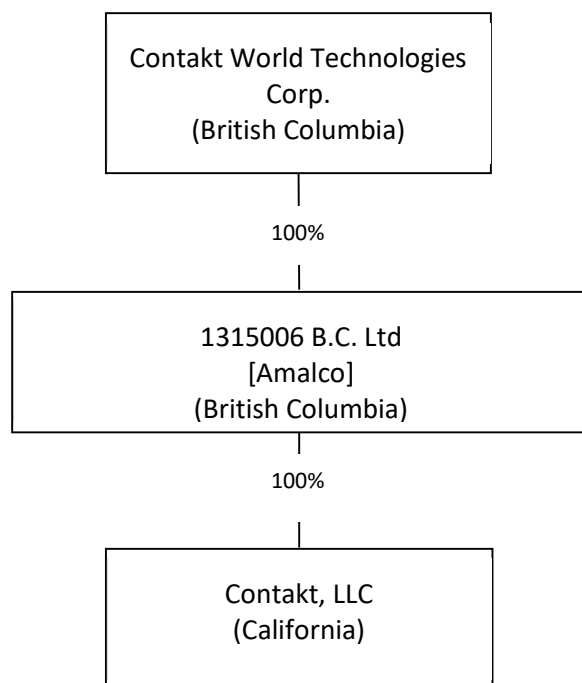 Contakt World Technologies
Corp.
(British Columbia)
100%
1315006 B.C. Ltd
[Amalco]
(British Columbia)
100%
Contakt, LLC
(California)